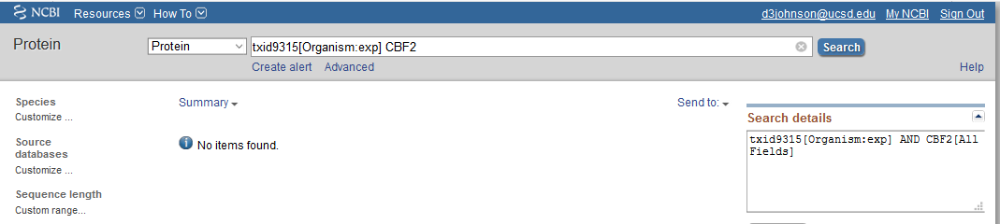 NCBI Resources How To d3johnson@ucsd.edu My NCBI Sign Out
Protein Protein txid9315[Organism:exp] CBF2 Search
Create alert Advanced Help
Species
Customize ...
Source
databases
Customize ...
Sequence length
Custom range...
Summary Send to:
No items found.
Search details
txid9315[Organism:exp] AND CBF2[All
Fields]